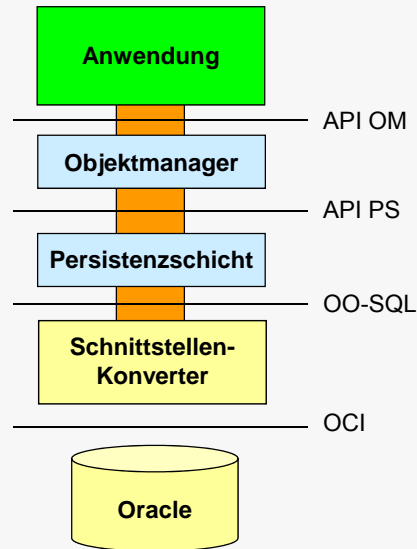 Anwendung
API OM
Objektmanager
API PS
Persistenzschicht
OO-SQL
Schnittstellen-
Konverter
OCI
Oracle